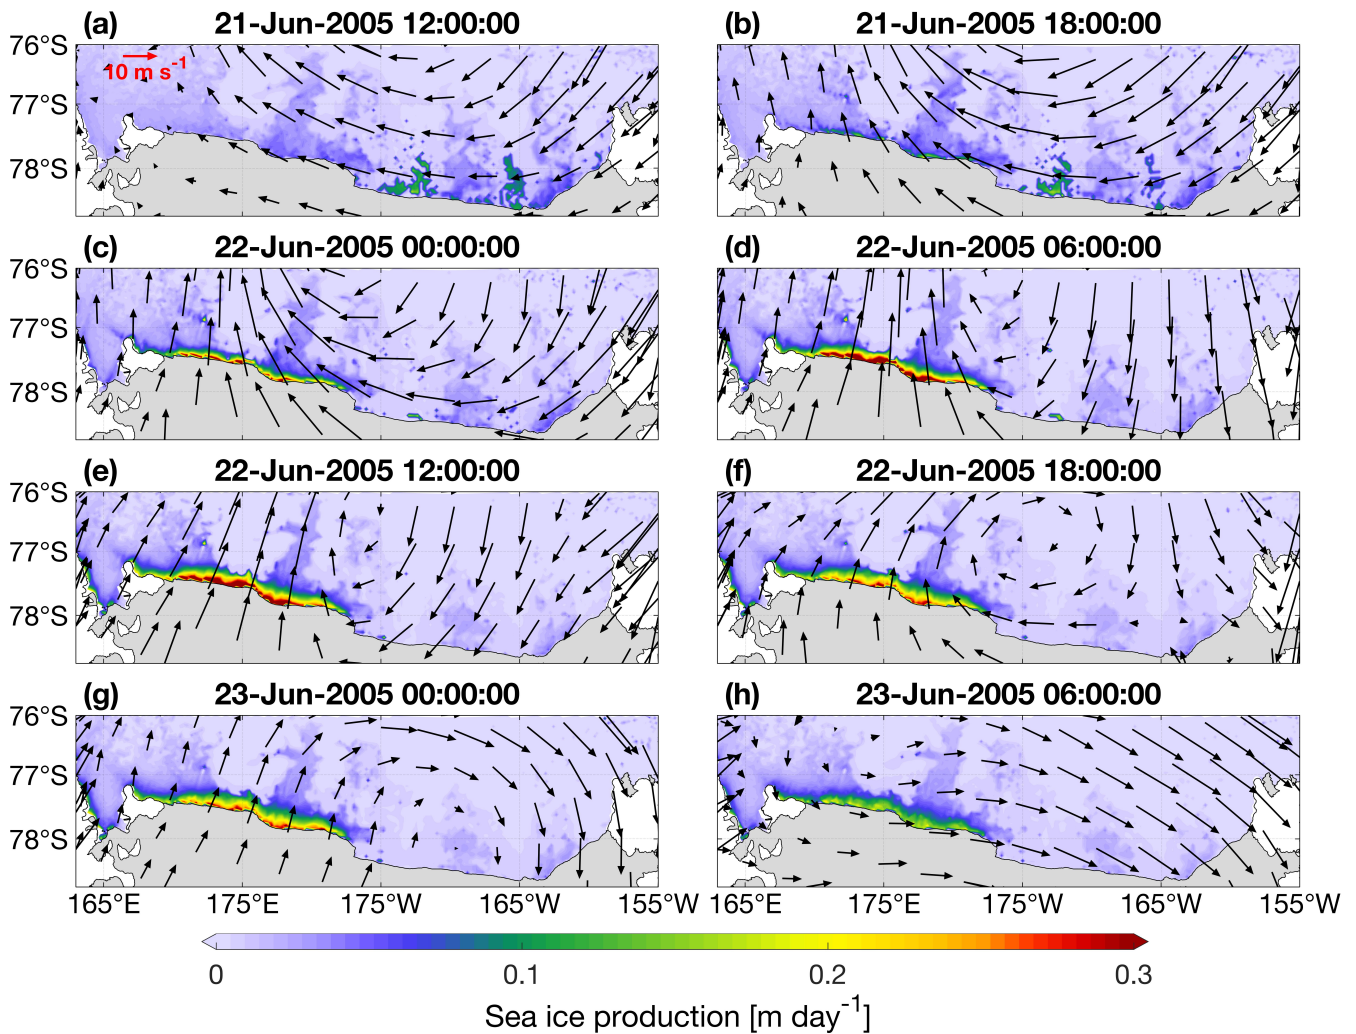 (a) 21-Jun-2005 12:00:00
(b) 21-Jun-2005 18:00:00
76°S
77°S
78°S
10 m s⁻¹
(c) 22-Jun-2005 00:00:00
(d) 22-Jun-2005 06:00:00
76°S
77°S
78°S
(e) 22-Jun-2005 12:00:00
(f) 22-Jun-2005 18:00:00
76°S
77°S
78°S
(g) 23-Jun-2005 00:00:00
(h) 23-Jun-2005 06:00:00
76°S
77°S
78°S
165°E 175°E 175°W 165°W 155°W
165°E 175°E 175°W 165°W 155°W
0 0.1 0.2 0.3
Sea ice production [m day⁻¹]